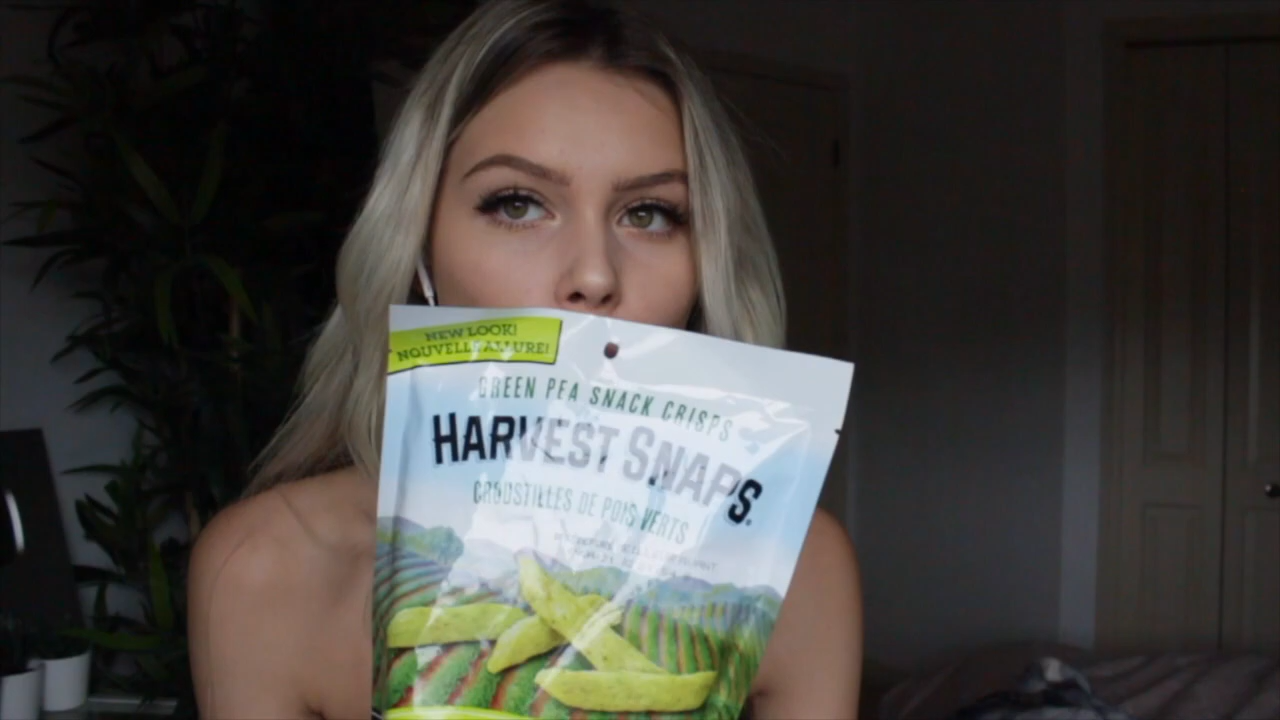 NEW LOOK!
NOUVELLE ALLURE!
GREEN PEA SNACK CRISPS
HARVEST SNAPS®
CROUSTILLES DE POIS VERTS